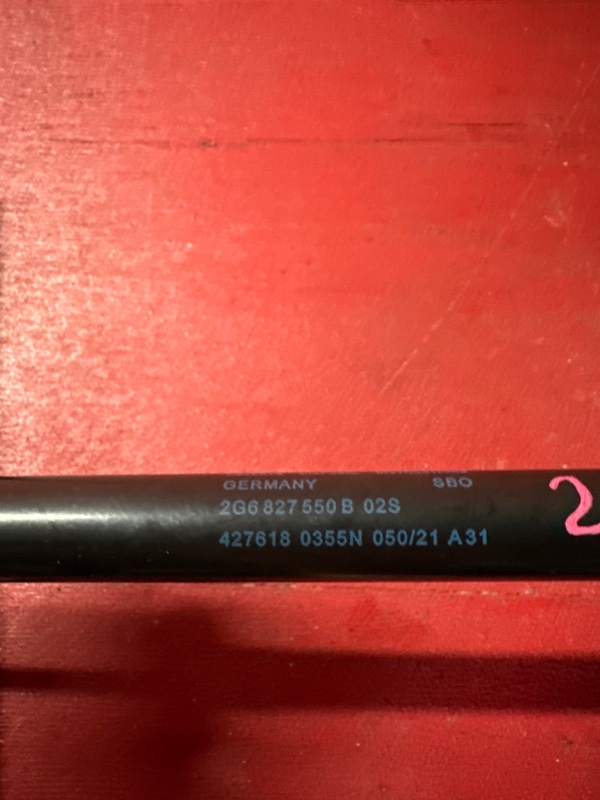 GERMANY SBO
2G6 827 550 B 02S
427618 0355N 050/21 A31
2